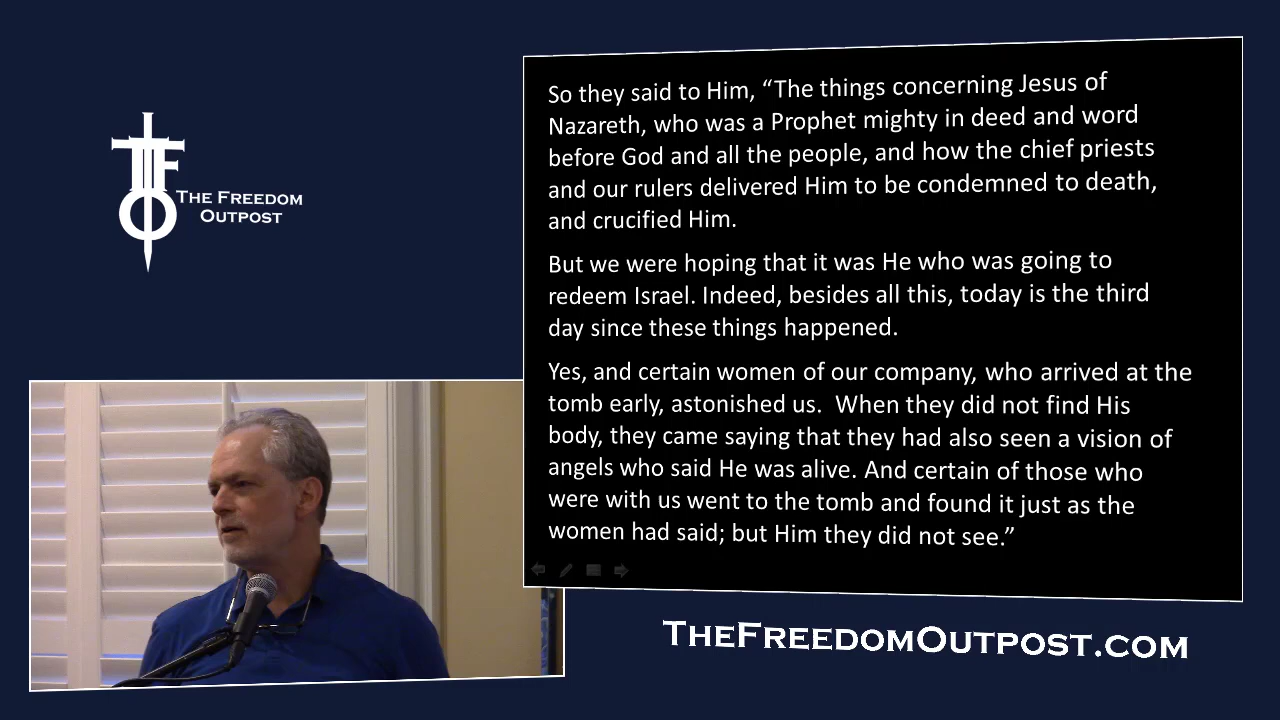 So they said to Him, “The things concerning Jesus of
Nazareth, who was a Prophet mighty in deed and word
before God and all the people, and how the chief priests
and our rulers delivered Him to be condemned to death,
and crucified Him.
But we were hoping that it was He who was going to
redeem Israel. Indeed, besides all this, today is the third
day since these things happened.
Yes, and certain women of our company, who arrived at the
tomb early, astonished us.  When they did not find His
body, they came saying that they had also seen a vision of
angels who said He was alive. And certain of those who
were with us went to the tomb and found it just as the
women had said; but Him they did not see.”
TFO
The Freedom
Outpost
TheFreedomOutpost.com